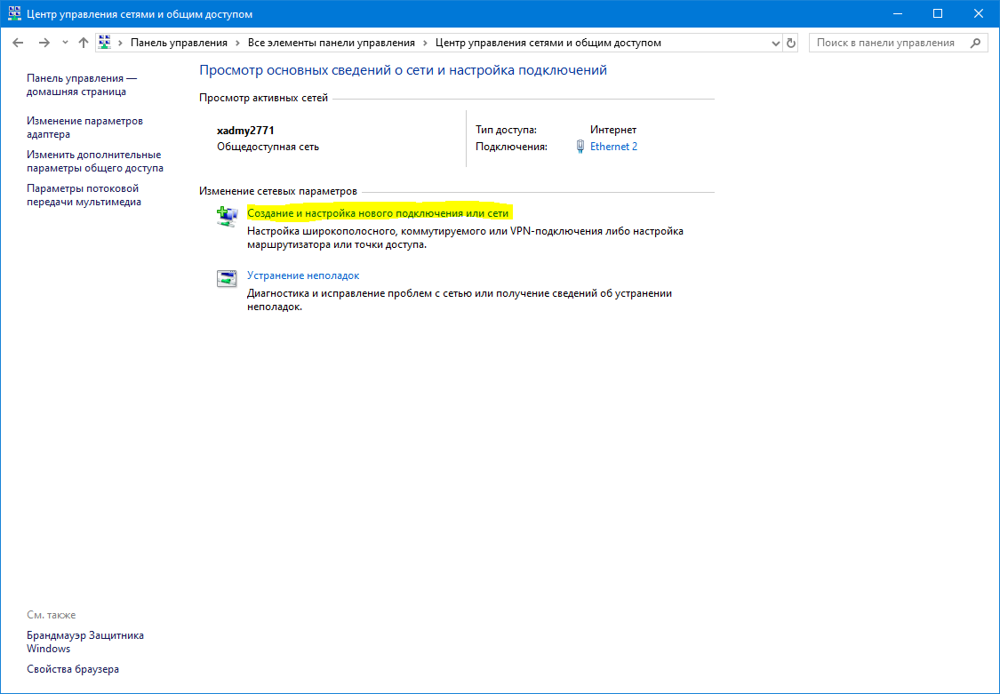 Центр управления сетями и общим доступом
Панель управления › Все элементы панели управления › Центр управления сетями и общим доступом
Поиск в панели управления
Панель управления —
домашняя страница
Изменение параметров
адаптера
Изменить дополнительные
параметры общего доступа
Параметры потоковой
передачи мультимедиа
Просмотр основных сведений о сети и настройка подключений
Просмотр активных сетей
xadmy2771
Общедоступная сеть
Тип доступа: Интернет
Подключения: Ethernet 2
Изменение сетевых параметров
Создание и настройка нового подключения или сети
Настройка широкополосного, коммутируемого или VPN-подключения либо настройка
маршрутизатора или точки доступа.
Устранение неполадок
Диагностика и исправление проблем с сетью или получение сведений об устранении
неполадок.
См. также
Брандмауэр Защитника
Windows
Свойства браузера